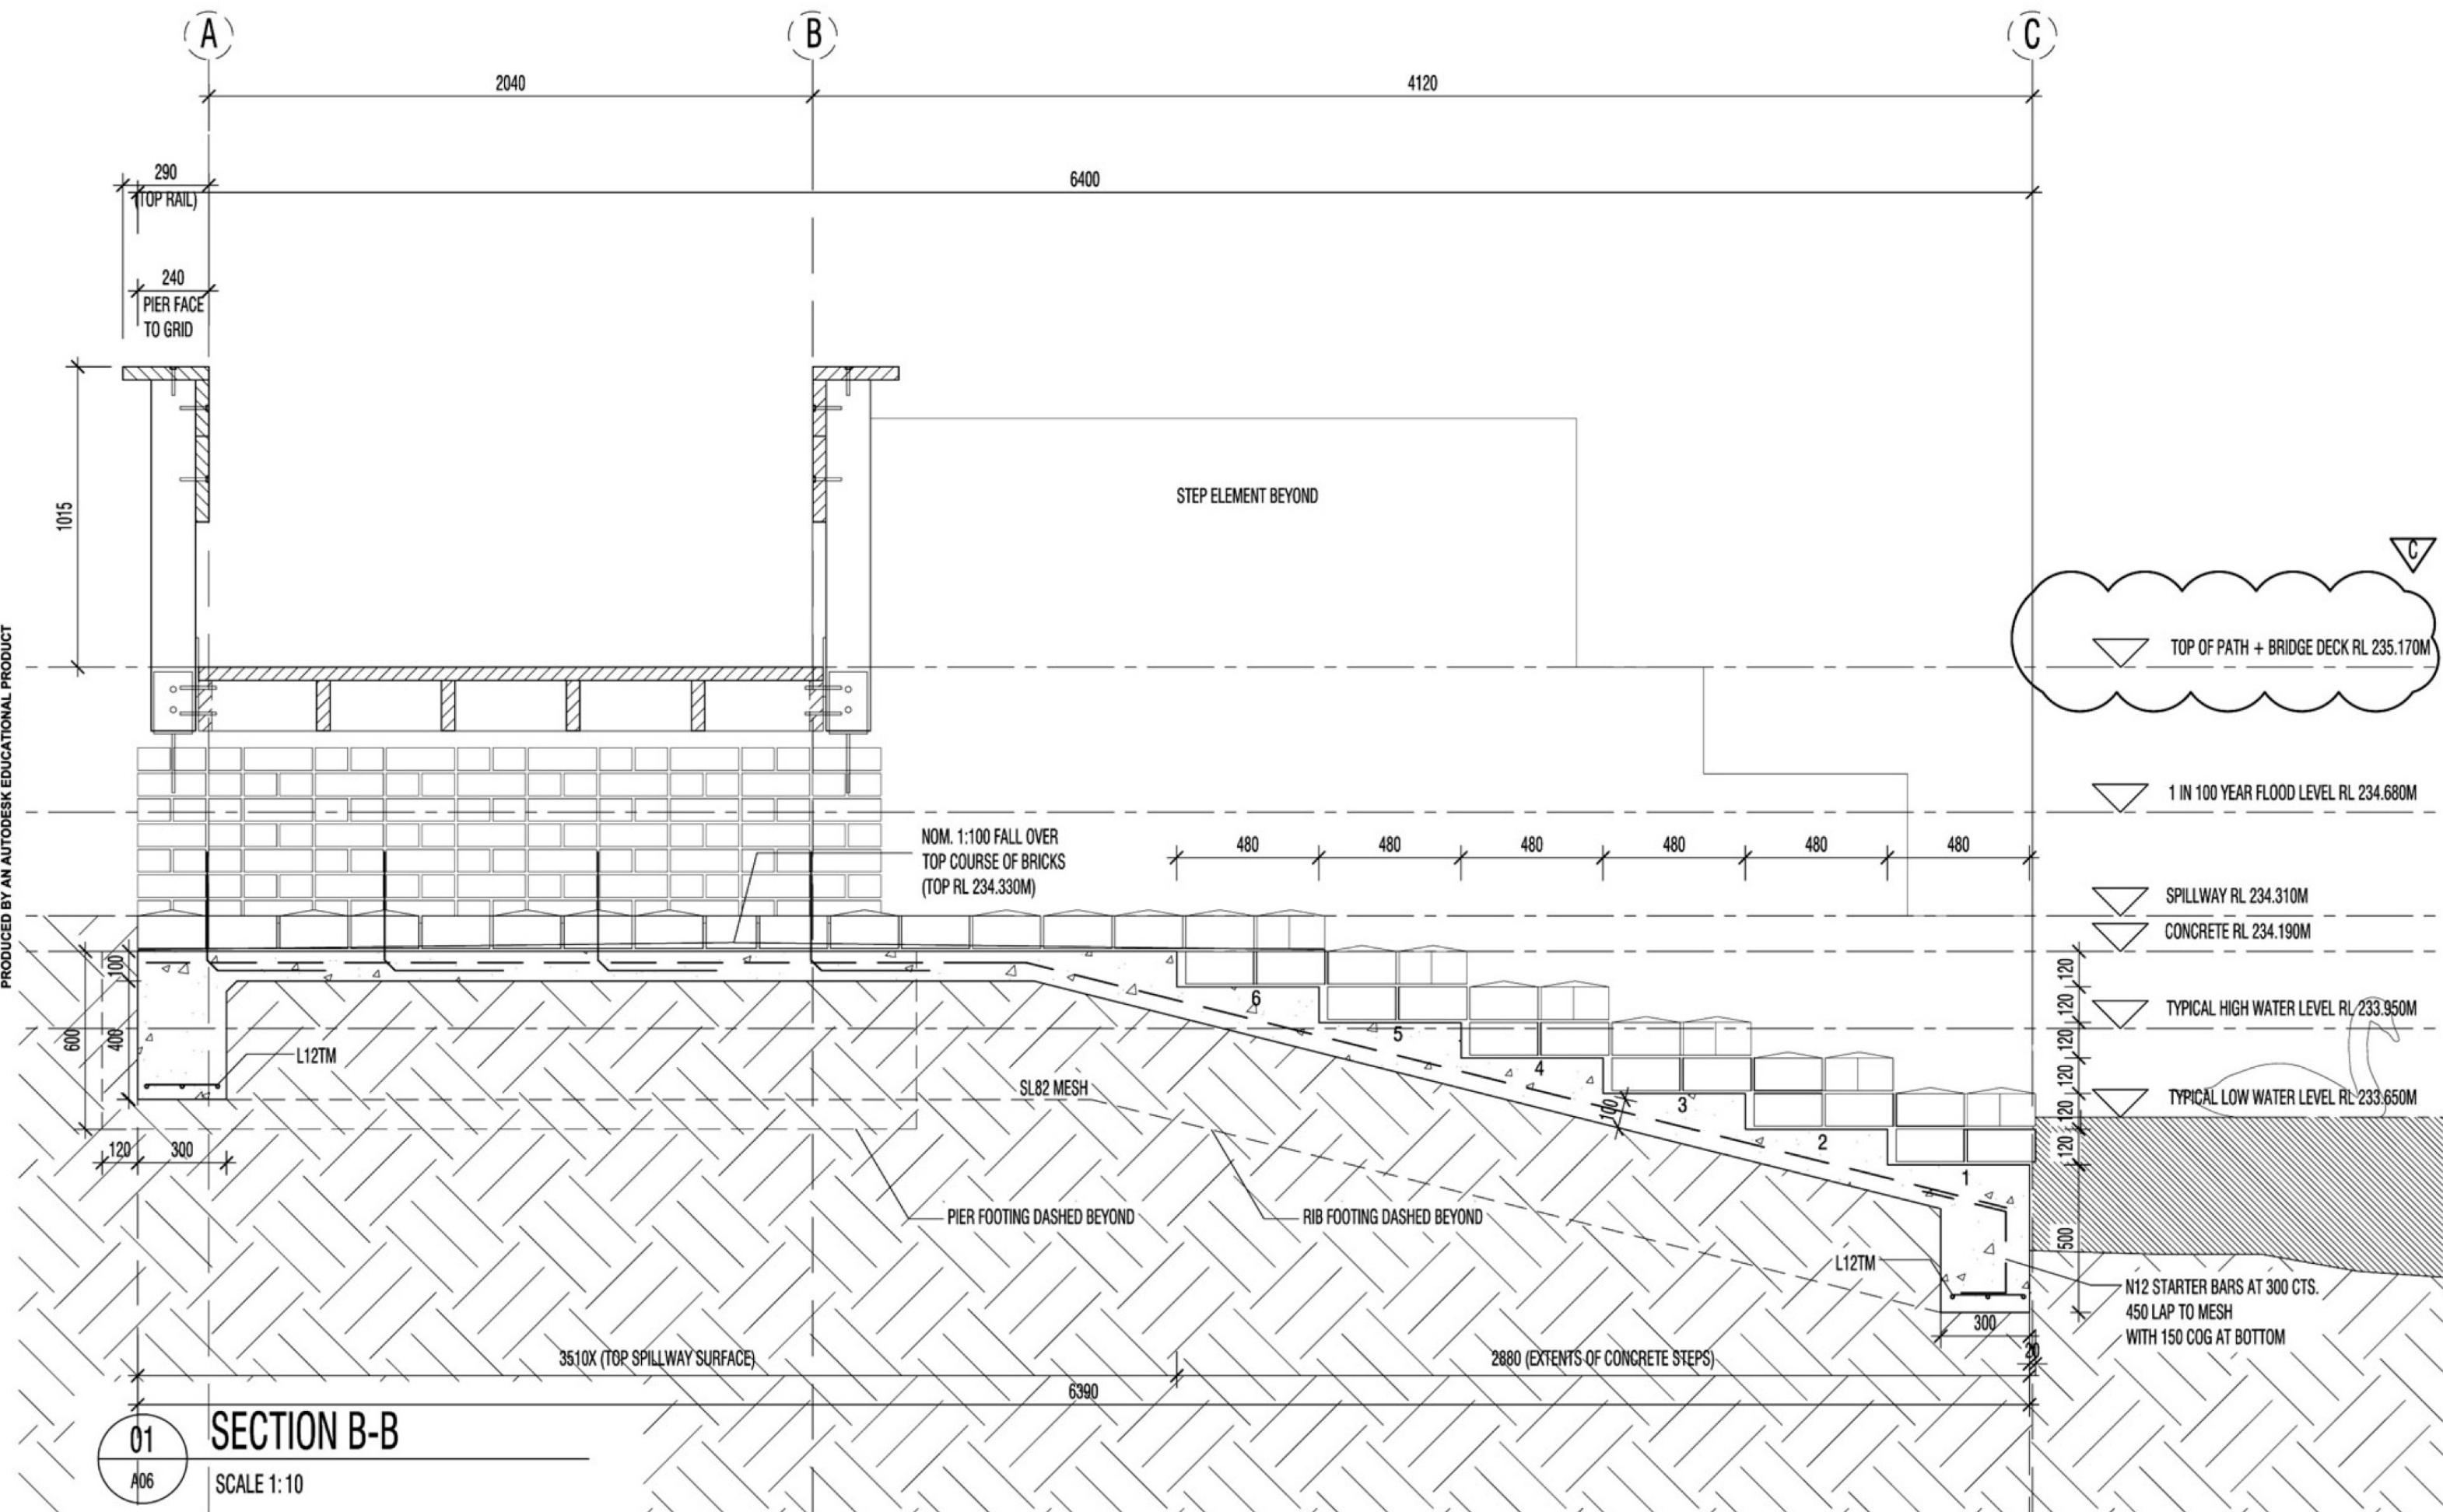 A
B
C
2040
4120
290
(TOP RAIL)
6400
240
PIER FACE
TO GRID
1015
STEP ELEMENT BEYOND
C
TOP OF PATH + BRIDGE DECK RL 235.170M
1 IN 100 YEAR FLOOD LEVEL RL 234.680M
NOM. 1:100 FALL OVER
TOP COURSE OF BRICKS
(TOP RL 234.330M)
480
480
480
480
480
480
SPILLWAY RL 234.310M
CONCRETE RL 234.190M
TYPICAL HIGH WATER LEVEL RL 233.950M
TYPICAL LOW WATER LEVEL RL 233.650M
100
600
400
L12TM
120
300
SL82 MESH
6
5
4
3
2
1
100
120
120
120
120
120
120
500
PIER FOOTING DASHED BEYOND
RIB FOOTING DASHED BEYOND
L12TM
N12 STARTER BARS AT 300 CTS.
450 LAP TO MESH
WITH 150 COG AT BOTTOM
300
20
3510X (TOP SPILLWAY SURFACE)
2880 (EXTENTS OF CONCRETE STEPS)
6390
01
A06
SECTION B-B
SCALE 1:10
PRODUCED BY AN AUTODESK EDUCATIONAL PRODUCT